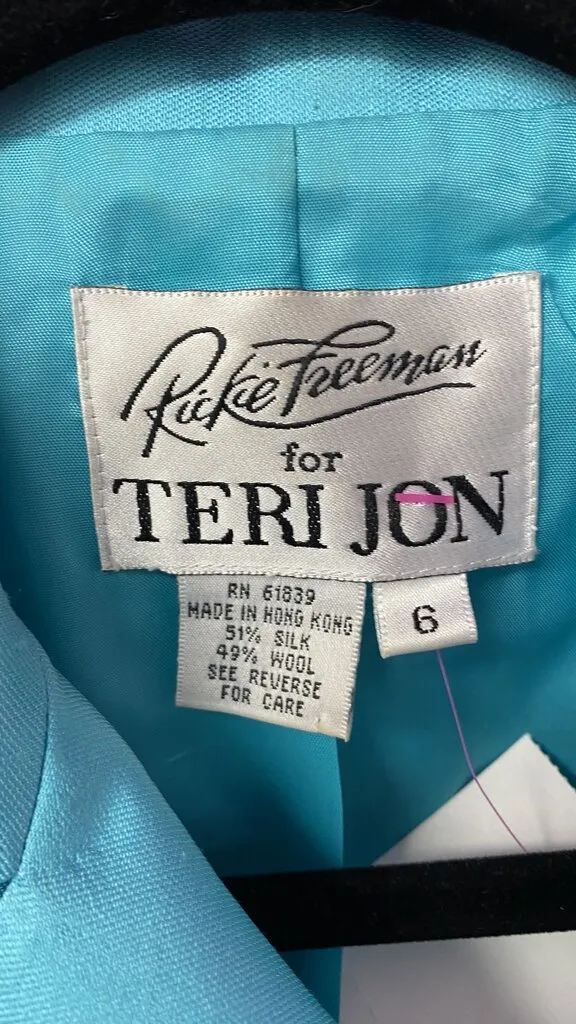 Rickie Freeman
for
TERI JON
RN 61839
MADE IN HONG KONG
51% SILK
49% WOOL
SEE REVERSE
FOR CARE
6